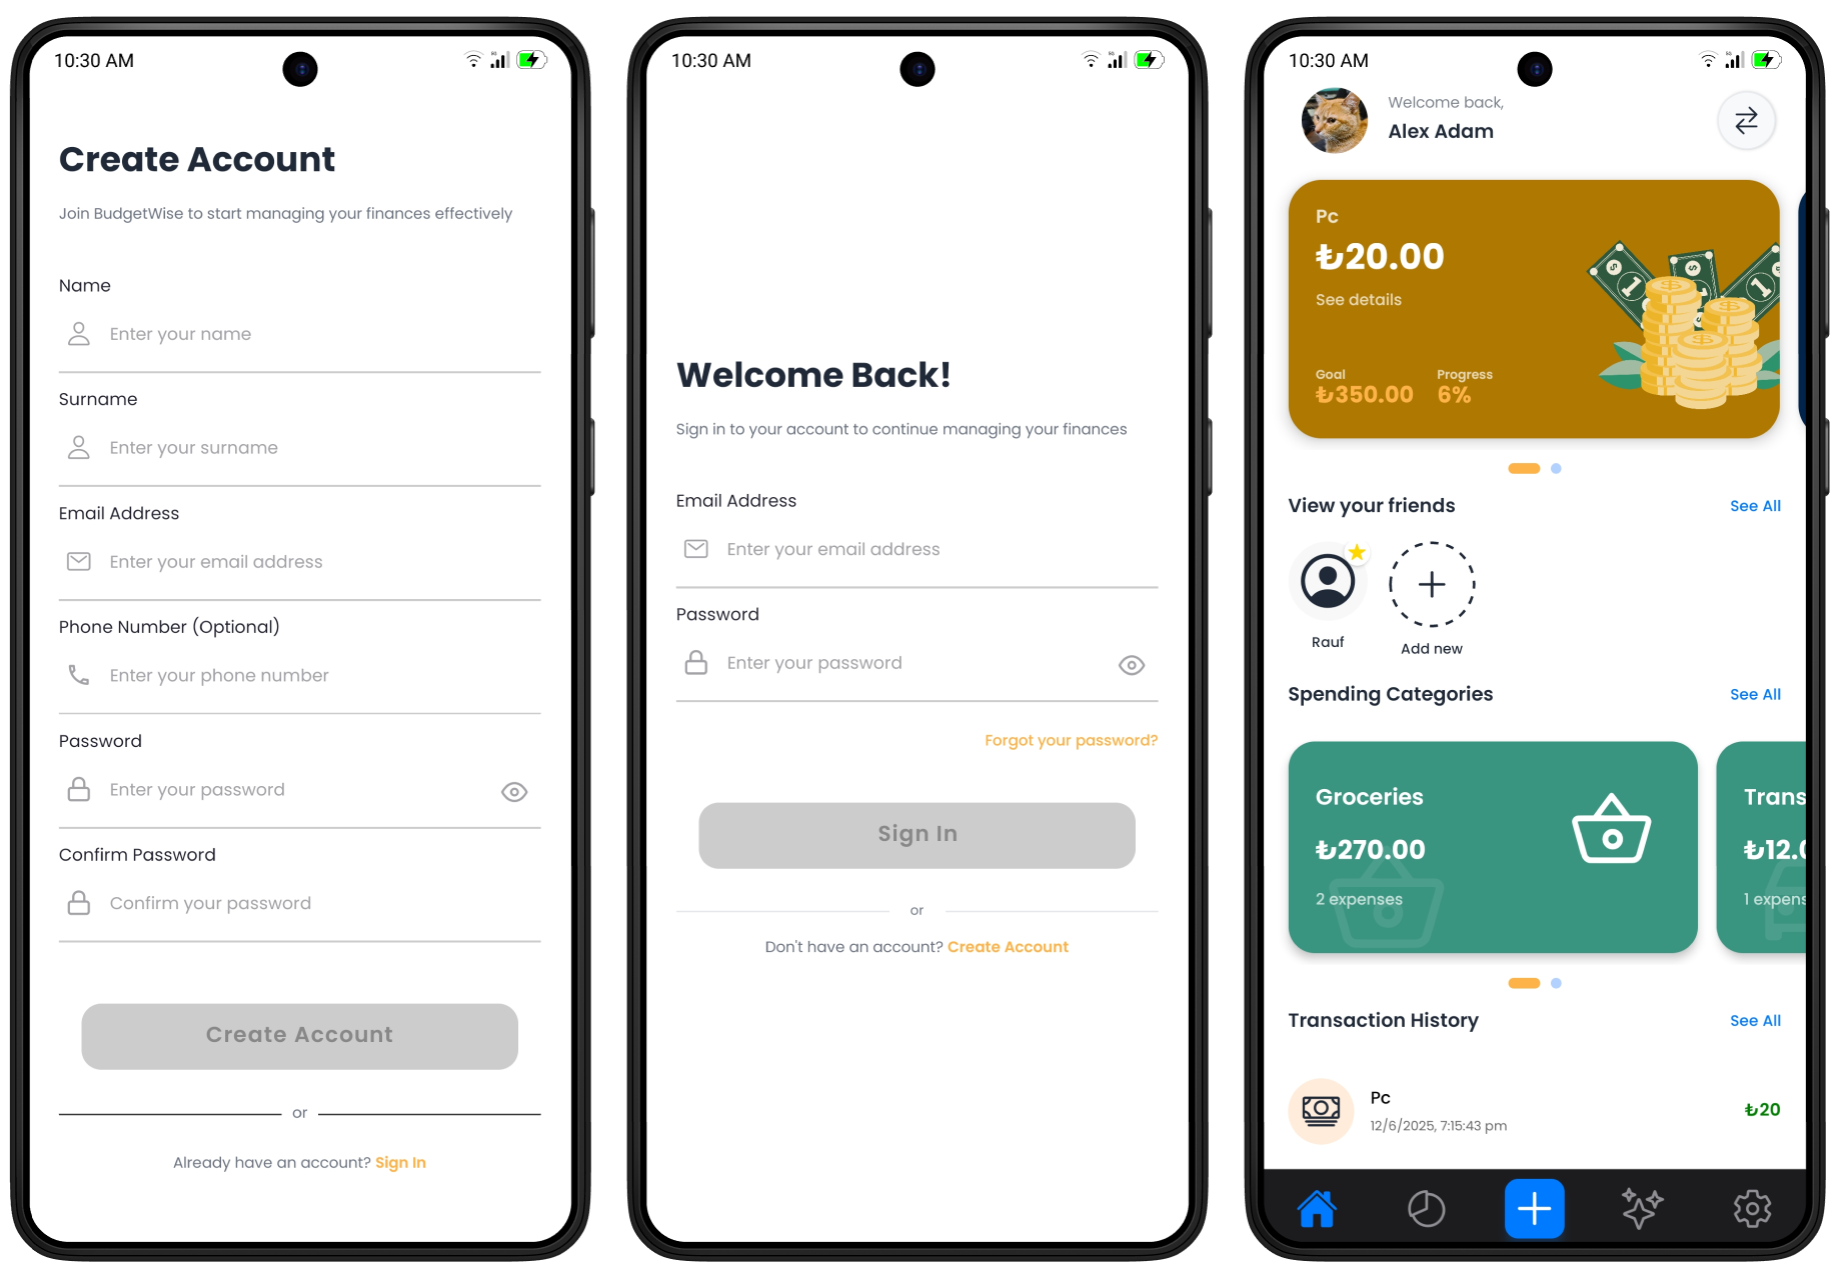 10:30 AM
Create Account
Join BudgetWise to start managing your finances effectively
Name
Enter your name
Surname
Enter your surname
Email Address
Enter your email address
Phone Number (Optional)
Enter your phone number
Password
Enter your password
Confirm Password
Confirm your password
Create Account
or
Already have an account? Sign In
10:30 AM
Welcome Back!
Sign in to your account to continue managing your finances
Email Address
Enter your email address
Password
Enter your password
Forgot your password?
Sign In
or
Don't have an account? Create Account
10:30 AM
Welcome back,
Alex Adam
Pc
₺20.00
See details
Goal Progress
₺350.00 6%
View your friends See All
Rauf
Add new
Spending Categories See All
Groceries
₺270.00
2 expenses
Trans
₺12.0
1 expens
Transaction History See All
Pc
12/6/2025, 7:15:43 pm
₺20